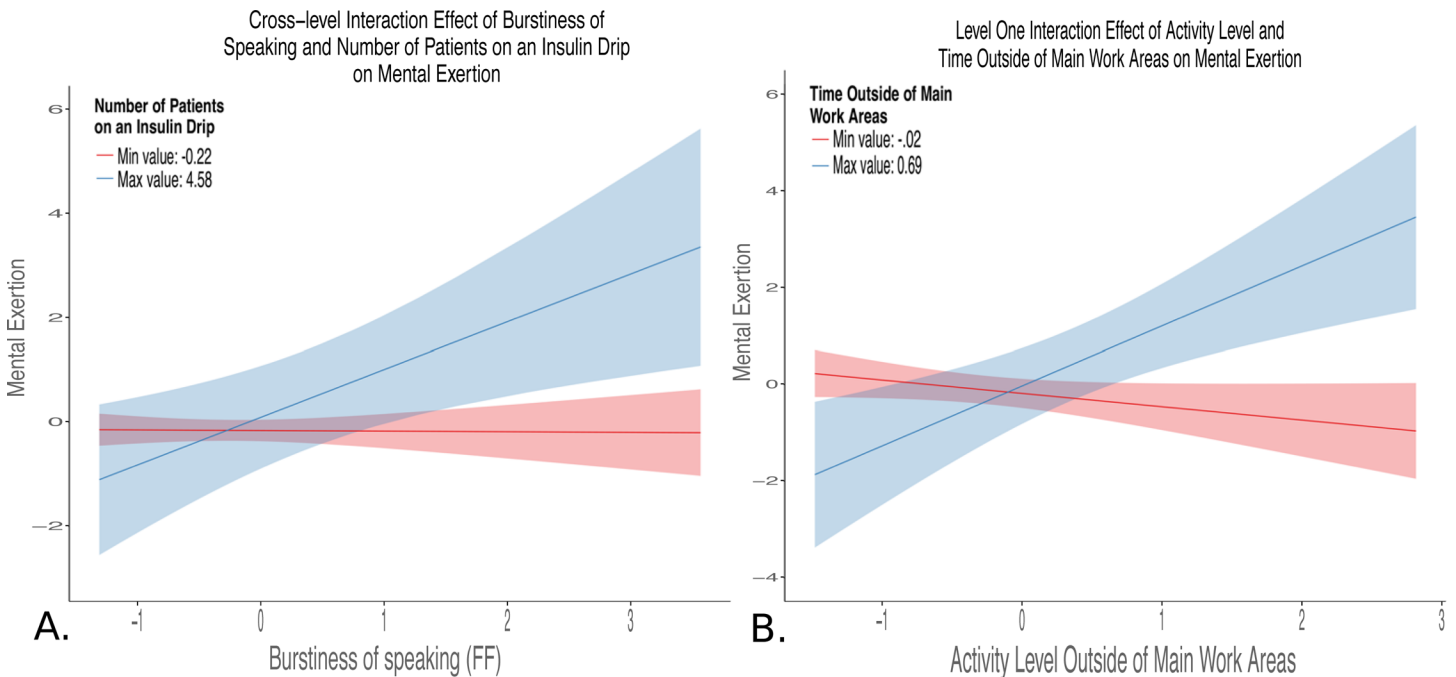 Cross–level Interaction Effect of Burstiness of
Speaking and Number of Patients on an Insulin Drip
on Mental Exertion
Number of Patients
on an Insulin Drip
Min value: -0.22
Max value: 4.58
6
4
2
0
−2
Mental Exertion
-1
0
1
2
3
Burstiness of speaking (FF)
A.
Level One Interaction Effect of Activity Level and
Time Outside of Main Work Areas on Mental Exertion
Time Outside of Main
Work Areas
Min value: -.02
Max value: 0.69
6
4
2
0
−2
−4
Mental Exertion
-1
0
1
2
3
Activity Level Outside of Main Work Areas
B.